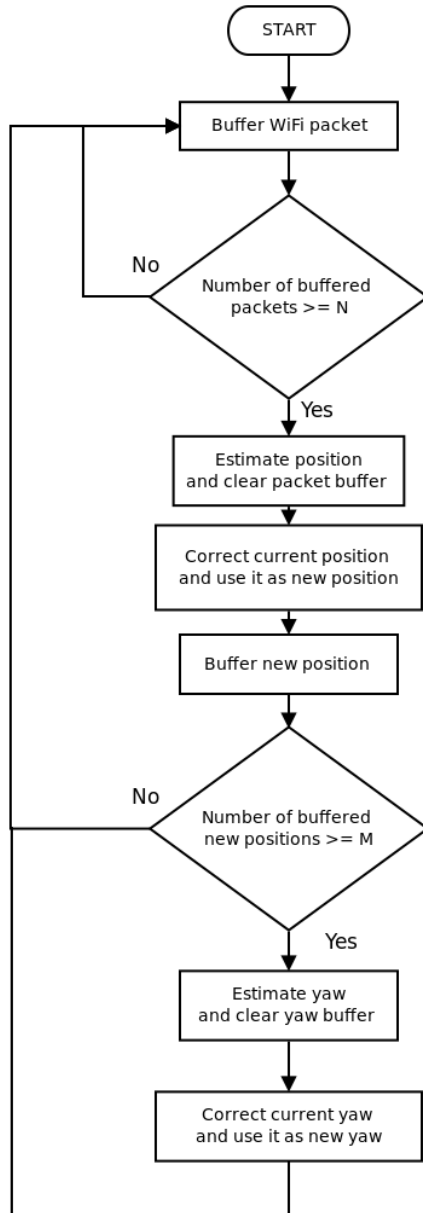 START
Buffer WiFi packet
No
Number of buffered
packets >= N
Yes
Estimate position
and clear packet buffer
Correct current position
and use it as new position
Buffer new position
No
Number of buffered
new positions >= M
Yes
Estimate yaw
and clear yaw buffer
Correct current yaw
and use it as new yaw